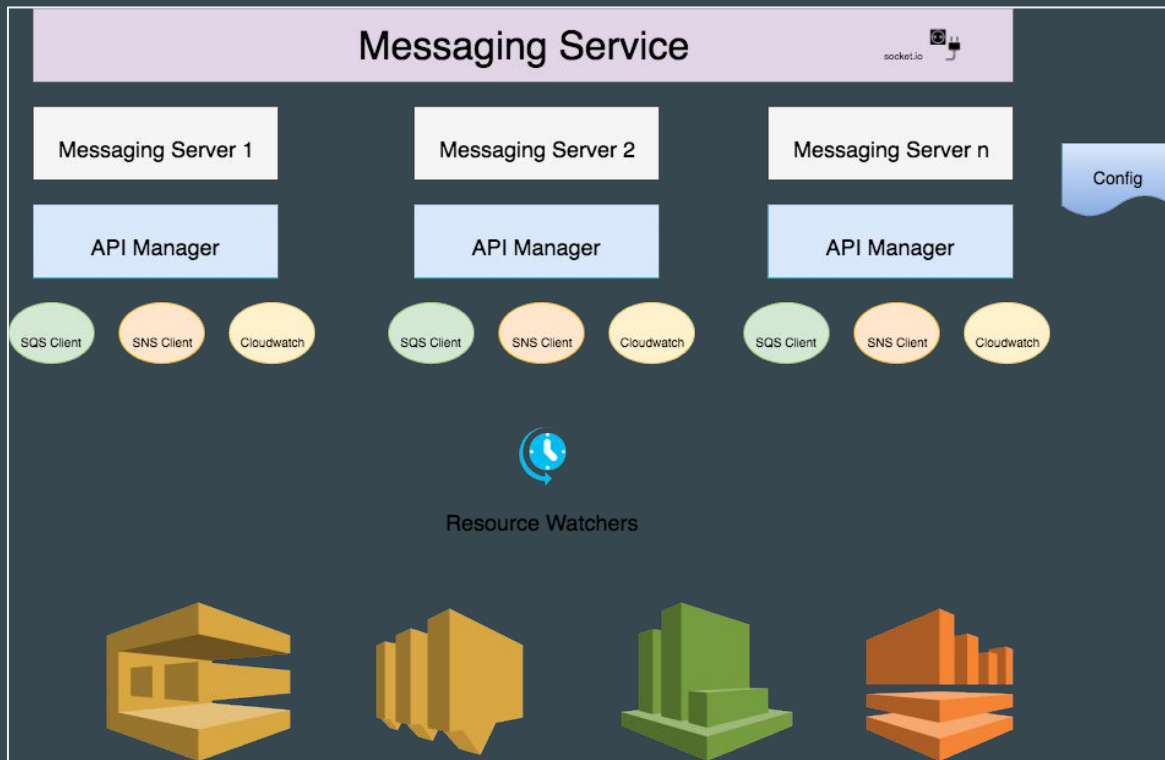 Messaging Service
socket.io
Messaging Server 1
Messaging Server 2
Messaging Server n
Config
API Manager
API Manager
API Manager
SQS Client
SNS Client
Cloudwatch
SQS Client
SNS Client
Cloudwatch
SQS Client
SNS Client
Cloudwatch
Resource Watchers